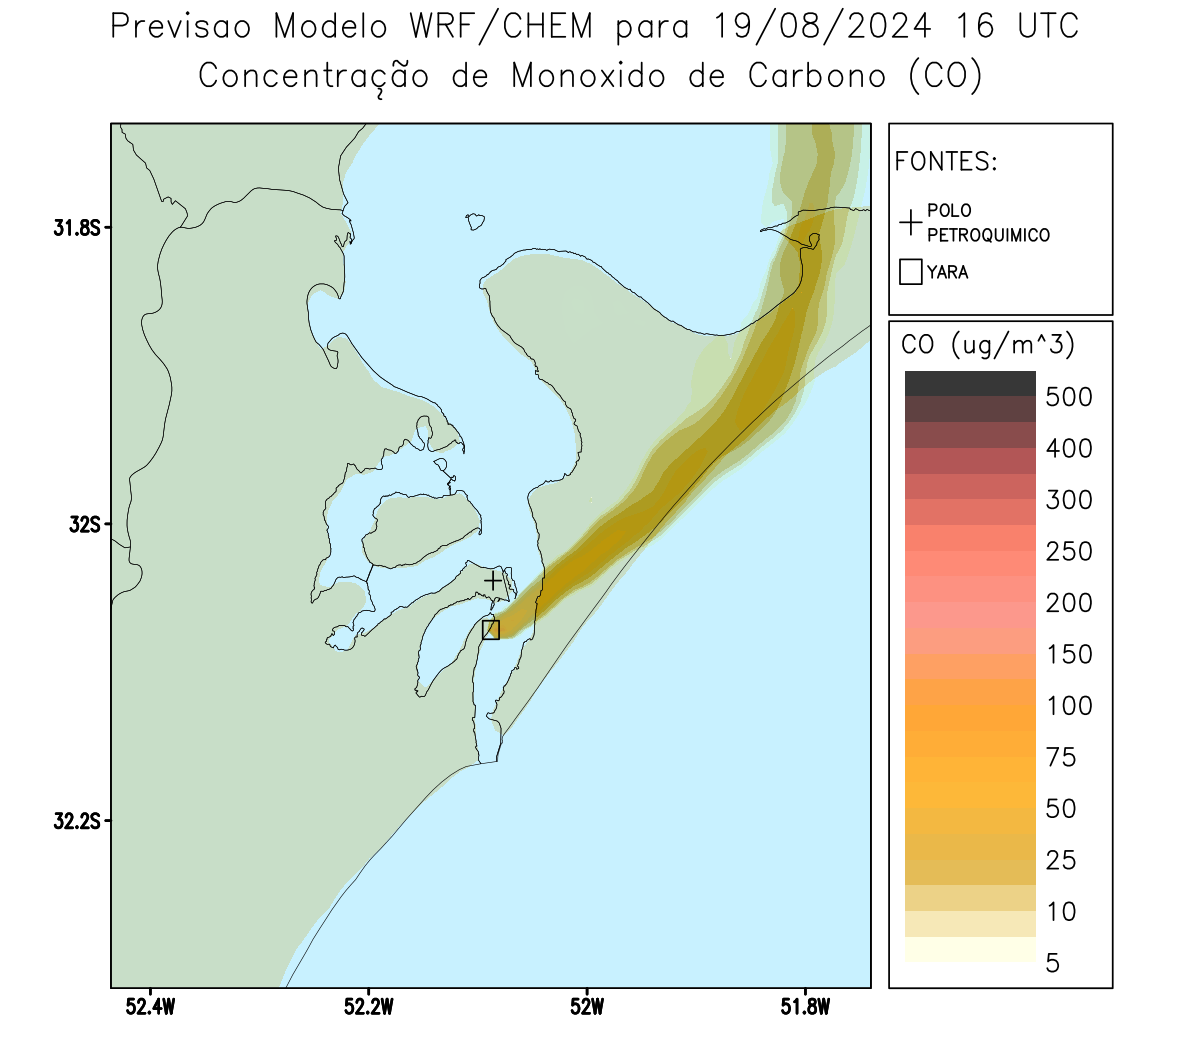 Previsao Modelo WRF/CHEM para 19/08/2024 16 UTC
Concentração de Monoxido de Carbono (CO)
FONTES:
POLO
PETROQUIMICO
YARA
CO (ug/m^3)
500
400
300
250
200
150
100
75
50
25
10
5
31.8S
32S
32.2S
52.4W
52.2W
52W
51.8W